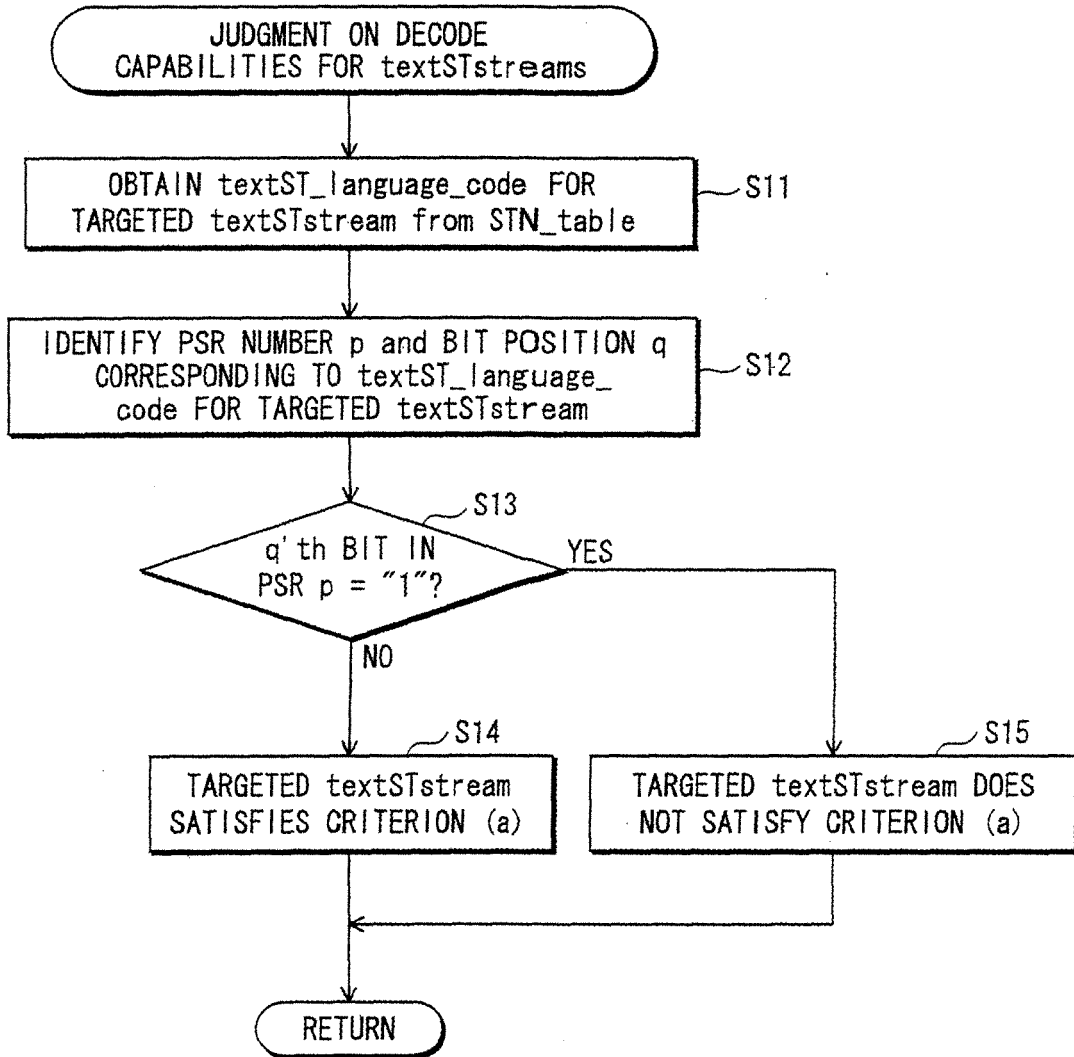 JUDGMENT ON DECODE
CAPABILITIES FOR textSTstreams
OBTAIN textST_language_code FOR
TARGETED textSTstream from STN_table
S11
IDENTIFY PSR NUMBER p and BIT POSITION q
CORRESPONDING TO textST_language_
code FOR TARGETED textSTstream
S12
S13
q'th BIT IN
PSR p = "1"?
YES
NO
S14
TARGETED textSTstream
SATISFIES CRITERION (a)
S15
TARGETED textSTstream DOES
NOT SATISFY CRITERION (a)
RETURN